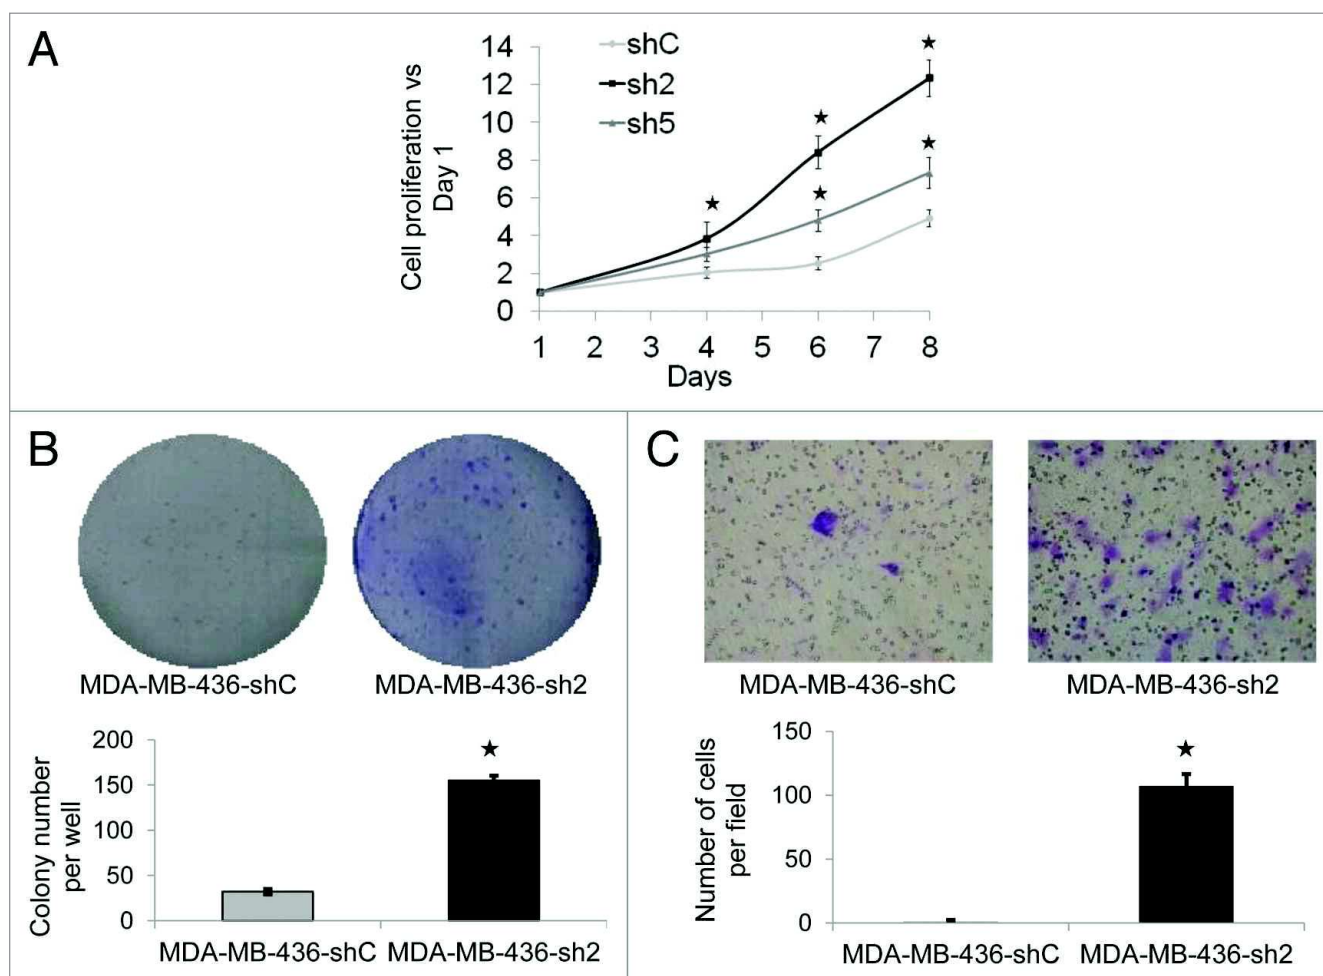 A
Cell proliferation vs
Day 1
14
12
10
8
6
4
2
0
shC
sh2
sh5
★
★
★
★
★
1 2 3 4 5 6 7 8
Days
B
MDA-MB-436-shC
MDA-MB-436-sh2
Colony number
per well
200
150
100
50
0
★
MDA-MB-436-shC
MDA-MB-436-sh2
C
MDA-MB-436-shC
MDA-MB-436-sh2
Number of cells
per field
150
100
50
0
★
MDA-MB-436-shC
MDA-MB-436-sh2